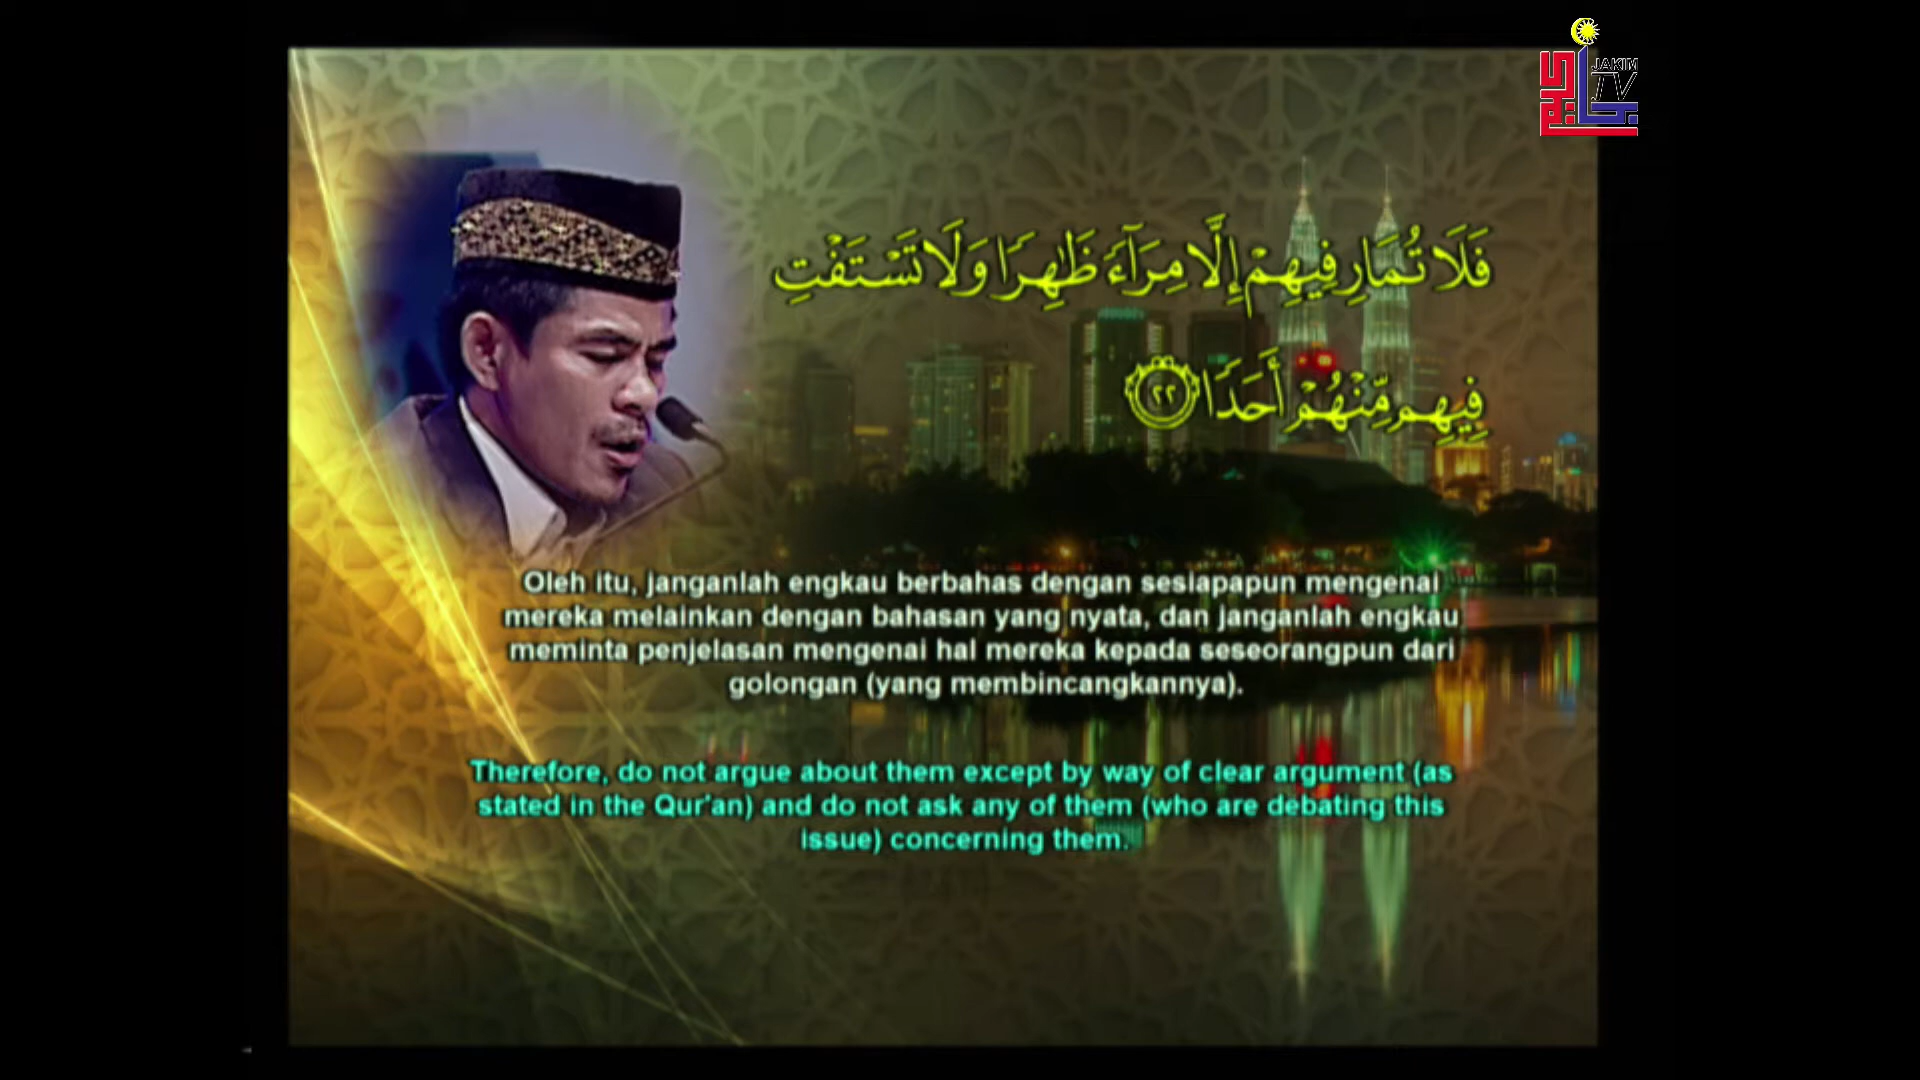 JAKIM
TV
فَلَا تُمَارِ فِيهِمْ إِلَّا مِرَآءً ظَٰهِرًا وَلَا تَسْتَفْتِ
فِيهِم مِّنْهُمْ أَحَدًا ٢٢
Oleh itu, janganlah engkau berbahas dengan sesiapapun mengenai
mereka melainkan dengan bahasan yang nyata, dan janganlah engkau
meminta penjelasan mengenai hal mereka kepada seseorangpun dari
golongan (yang membincangkannya).
Therefore, do not argue about them except by way of clear argument (as
stated in the Qur'an) and do not ask any of them (who are debating this
issue) concerning them.